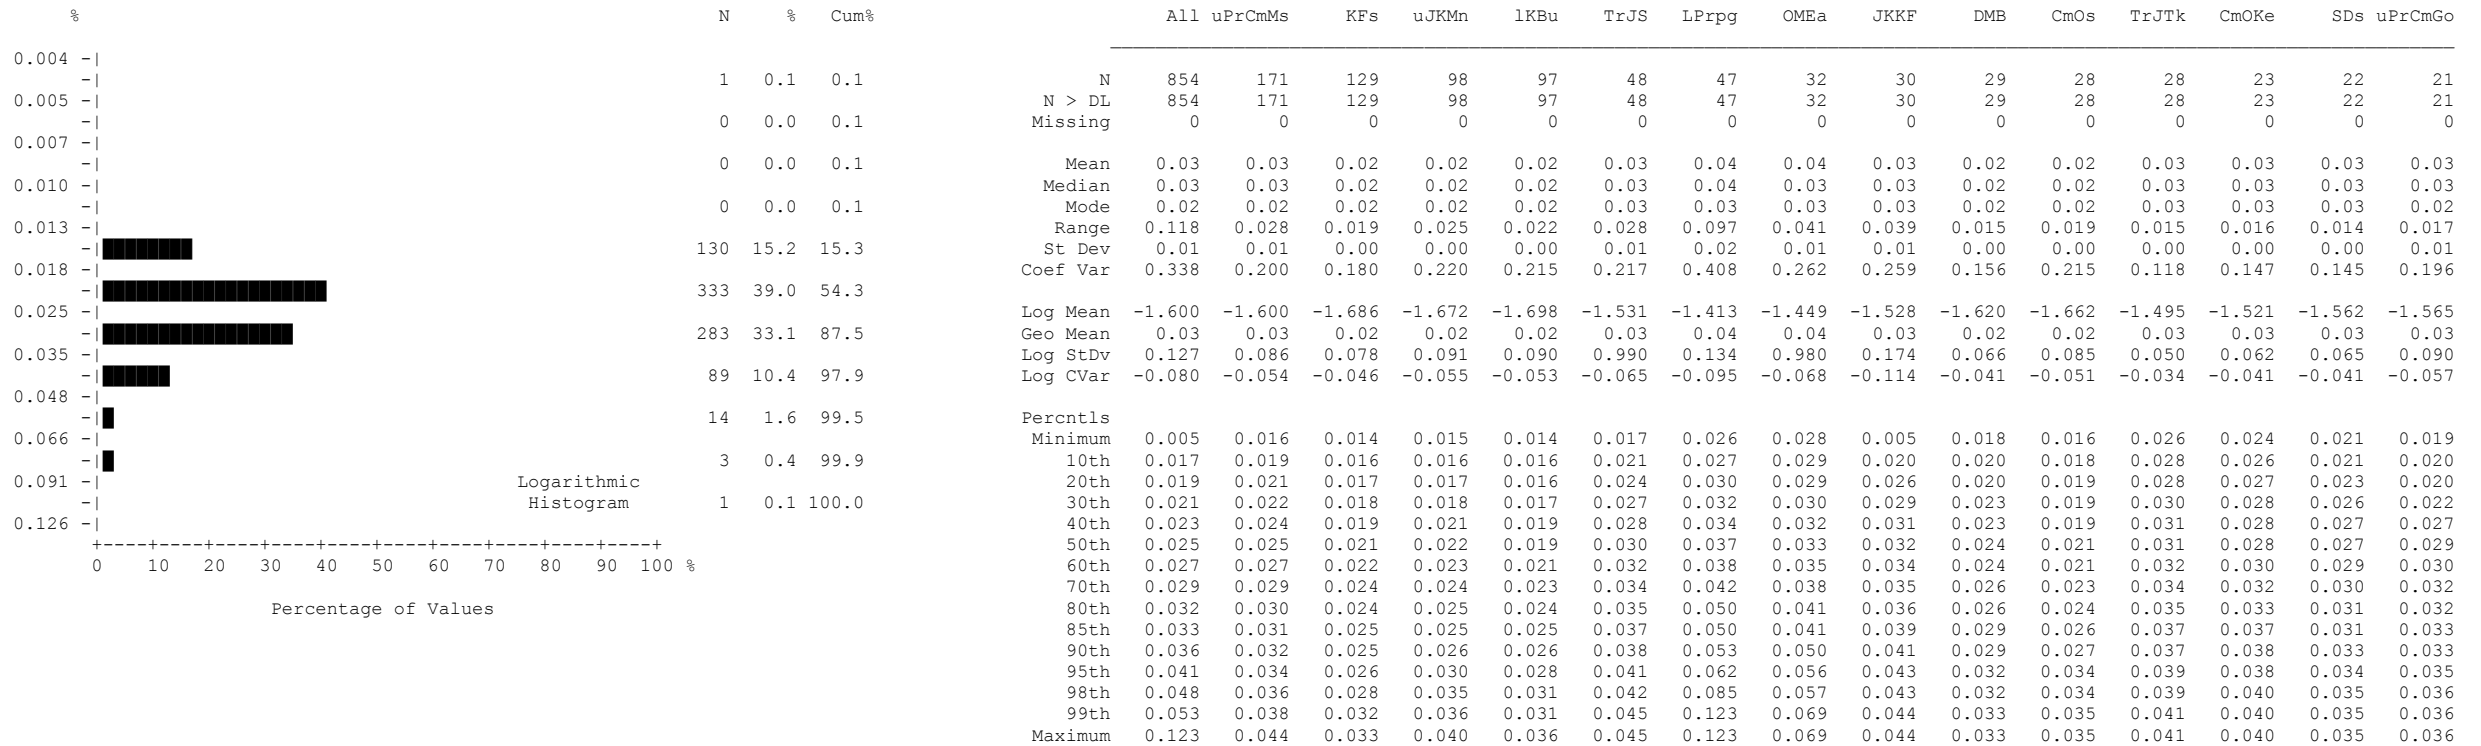 % N % Cum% All uPrCmMs KFs uJKMn lKBu TrJS LPrpg OMEa JKKF DMB CmOs TrJTk CmOKe SDs uPrCmGo
0.004 -|
-| 1 0.1 0.1 N 854 171 129 98 97 48 47 32 30 29 28 28 23 22 21
0.005 -| N > DL 854 171 129 98 97 48 47 32 30 29 28 28 23 22 21
-| 0 0.0 0.1 Missing 0 0 0 0 0 0 0 0 0 0 0 0 0 0 0
0.007 -|
-| 0 0.0 0.1 Mean 0.03 0.03 0.02 0.02 0.02 0.03 0.04 0.04 0.03 0.02 0.02 0.03 0.03 0.03 0.03
0.010 -| Median 0.03 0.03 0.02 0.02 0.02 0.03 0.04 0.03 0.03 0.02 0.02 0.03 0.03 0.03 0.03
-| 0 0.0 0.1 Mode 0.02 0.02 0.02 0.02 0.02 0.03 0.03 0.03 0.03 0.02 0.02 0.03 0.03 0.03 0.02
0.013 -| Range 0.118 0.028 0.019 0.025 0.022 0.028 0.097 0.041 0.039 0.015 0.019 0.015 0.016 0.014 0.017
-| 130 15.2 15.3 St Dev 0.01 0.01 0.00 0.00 0.00 0.01 0.02 0.01 0.01 0.00 0.00 0.00 0.00 0.00 0.01
0.018 -| Coef Var 0.338 0.200 0.180 0.220 0.215 0.217 0.408 0.262 0.259 0.156 0.215 0.118 0.147 0.145 0.196
-| 333 39.0 54.3
0.025 -| Log Mean -1.600 -1.600 -1.686 -1.672 -1.698 -1.531 -1.413 -1.449 -1.528 -1.620 -1.662 -1.495 -1.521 -1.562 -1.565
-| 283 33.1 87.5 Geo Mean 0.03 0.03 0.02 0.02 0.02 0.03 0.04 0.04 0.03 0.02 0.02 0.03 0.03 0.03 0.03
0.035 -| Log StDv 0.127 0.086 0.078 0.091 0.090 0.990 0.134 0.980 0.174 0.066 0.085 0.050 0.062 0.065 0.090
-| 89 10.4 97.9 Log CVar -0.080 -0.054 -0.046 -0.055 -0.053 -0.065 -0.095 -0.068 -0.114 -0.041 -0.051 -0.034 -0.041 -0.041 -0.057
0.048 -|
-| 14 1.6 99.5 Percntls
0.066 -| Minimum 0.005 0.016 0.014 0.015 0.014 0.017 0.026 0.028 0.005 0.018 0.016 0.026 0.024 0.021 0.019
-| 3 0.4 99.9 10th 0.017 0.019 0.016 0.016 0.016 0.021 0.027 0.029 0.020 0.020 0.018 0.028 0.026 0.021 0.020
0.091 -| Logarithmic 20th 0.019 0.021 0.017 0.017 0.016 0.024 0.030 0.029 0.026 0.020 0.019 0.028 0.027 0.023 0.020
-| Histogram 1 0.1 100.0 30th 0.021 0.022 0.018 0.018 0.017 0.027 0.032 0.030 0.029 0.023 0.019 0.030 0.028 0.026 0.022
0.126 -| 40th 0.023 0.024 0.019 0.021 0.019 0.028 0.034 0.032 0.031 0.023 0.019 0.031 0.028 0.027 0.027
+----+----+----+----+----+----+----+----+----+----+----+----+----+----+----+----+----+----+----+----+ 50th 0.025 0.025 0.021 0.022 0.019 0.030 0.037 0.033 0.032 0.024 0.021 0.031 0.028 0.027 0.029
0 10 20 30 40 50 60 70 80 90 100 % 60th 0.027 0.027 0.022 0.023 0.021 0.032 0.038 0.035 0.034 0.024 0.021 0.032 0.030 0.029 0.030
70th 0.029 0.029 0.024 0.024 0.023 0.034 0.042 0.038 0.035 0.026 0.023 0.034 0.032 0.030 0.032
Percentage of Values 80th 0.032 0.030 0.024 0.025 0.024 0.035 0.050 0.041 0.036 0.026 0.024 0.035 0.033 0.031 0.032
85th 0.033 0.031 0.025 0.025 0.025 0.037 0.050 0.041 0.039 0.029 0.026 0.037 0.037 0.031 0.033
90th 0.036 0.032 0.025 0.026 0.026 0.038 0.053 0.050 0.041 0.029 0.027 0.037 0.038 0.033 0.033
95th 0.041 0.034 0.026 0.030 0.028 0.041 0.062 0.056 0.043 0.032 0.034 0.039 0.038 0.034 0.035
98th 0.048 0.036 0.028 0.035 0.031 0.042 0.085 0.057 0.043 0.032 0.034 0.039 0.040 0.035 0.036
99th 0.053 0.038 0.032 0.036 0.031 0.045 0.123 0.069 0.044 0.033 0.035 0.041 0.040 0.035 0.036
Maximum 0.123 0.044 0.033 0.040 0.036 0.045 0.123 0.069 0.044 0.033 0.035 0.041 0.040 0.035 0.036